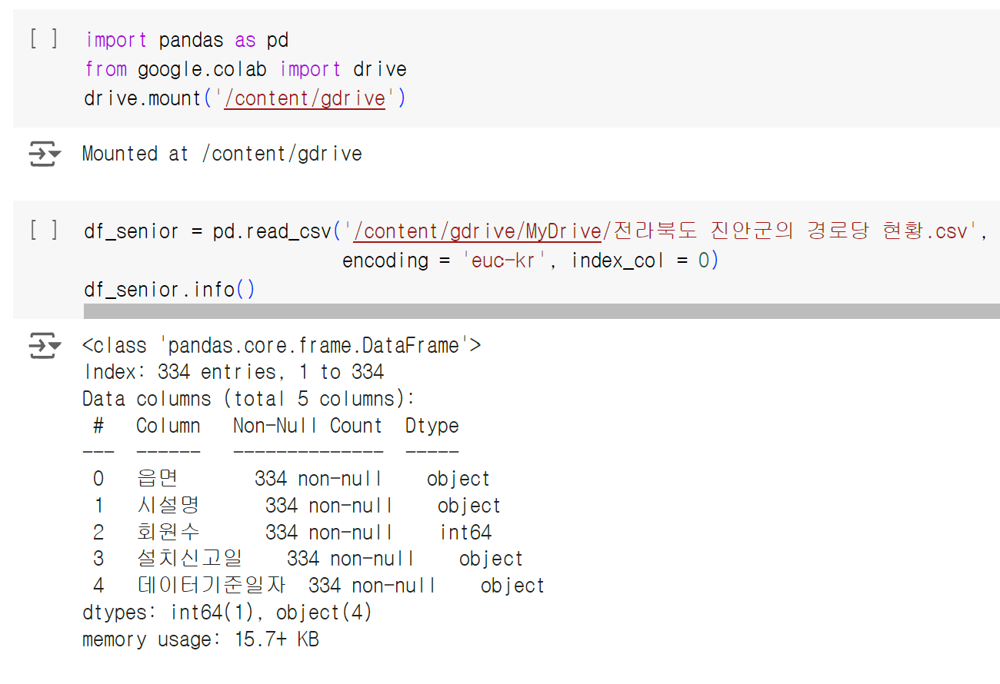 [ ] import pandas as pd
from google.colab import drive
drive.mount('/content/gdrive')
Mounted at /content/gdrive
[ ] df_senior = pd.read_csv('/content/gdrive/MyDrive/전라북도 진안군의 경로당 현황.csv',
encoding = 'euc-kr', index_col = 0)
df_senior.info()
<class 'pandas.core.frame.DataFrame'>
Index: 334 entries, 1 to 334
Data columns (total 5 columns):
# Column Non-Null Count Dtype
--- ------ -------------- -----
0 읍면 334 non-null object
1 시설명 334 non-null object
2 회원수 334 non-null int64
3 설치신고일 334 non-null object
4 데이터기준일자 334 non-null object
dtypes: int64(1), object(4)
memory usage: 15.7+ KB